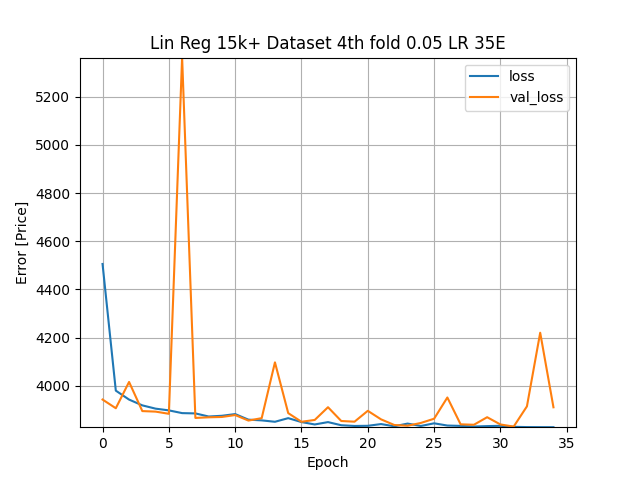 Lin Reg 15k+ Dataset 4th fold 0.05 LR 35E
loss
val_loss
5200
5000
4800
4600
4400
4200
4000
Error [Price]
0 5 10 15 20 25 30 35
Epoch